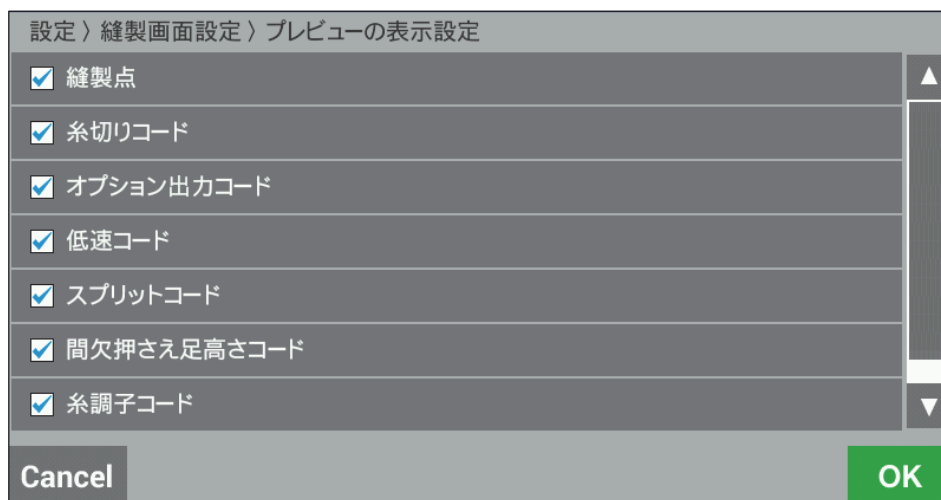 設定 〉縫製画面設定 〉プレビューの表示設定
縫製点
糸切りコード
オプション出力コード
低速コード
スプリットコード
間欠押さえ足高さコード
糸調子コード
Cancel
OK